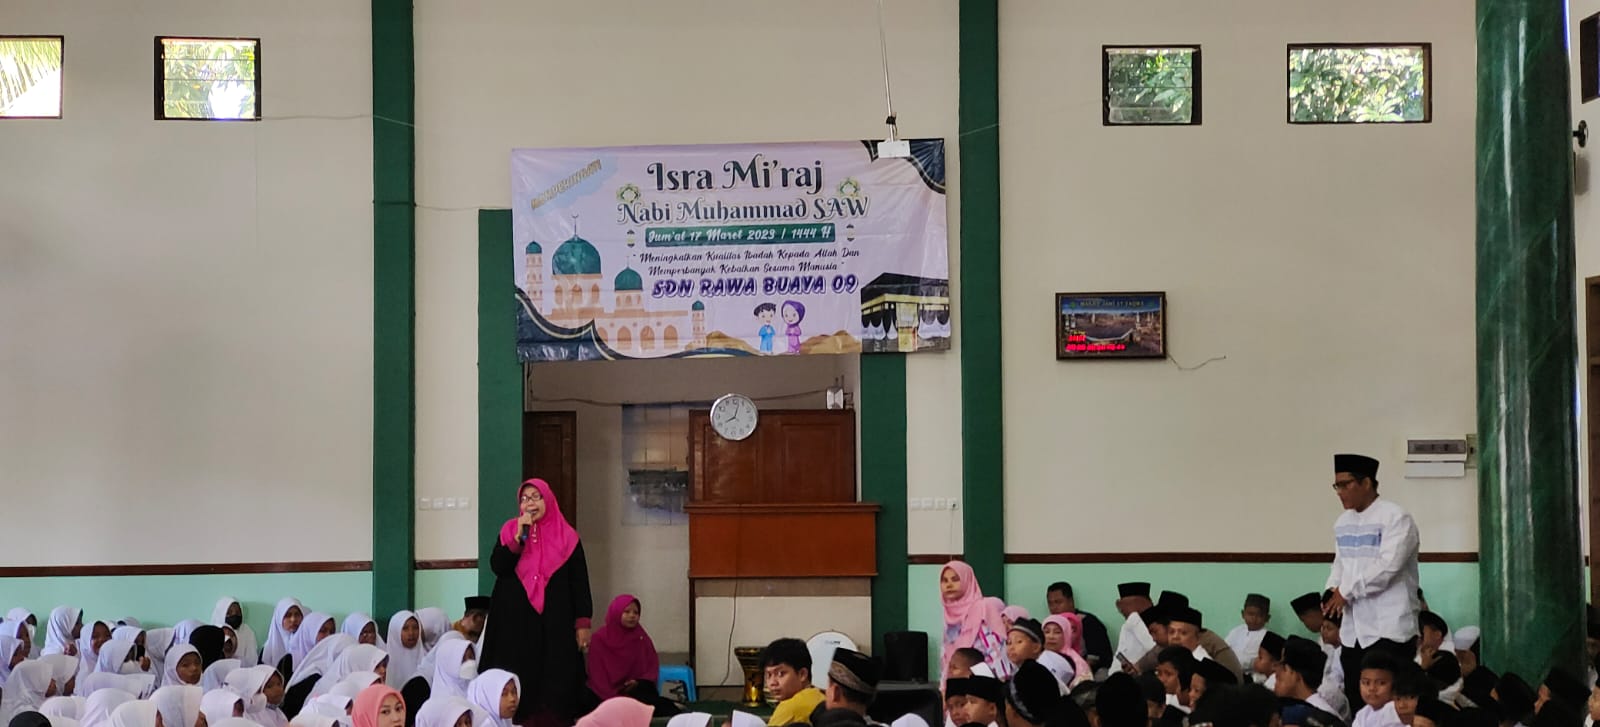 MEMPERINGATI
Isra Mi'raj
Nabi Muhammad SAW
Jum'at 17 Maret 2023 / 1444 H
" Meningkatkan Kualitas Ibadah Kepada Allah Dan
Memperbanyak Kebaikan Sesama Manusia "
SDN RAWA BUAYA 09